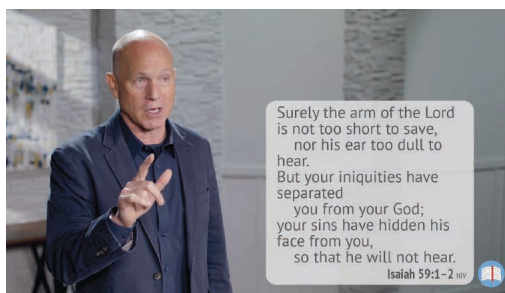 Surely the arm of the Lord
is not too short to save,
nor his ear too dull to
hear.
But your iniquities have
separated
you from your God;
your sins have hidden his
face from you,
so that he will not hear.
Isaiah 59:1–2 NIV